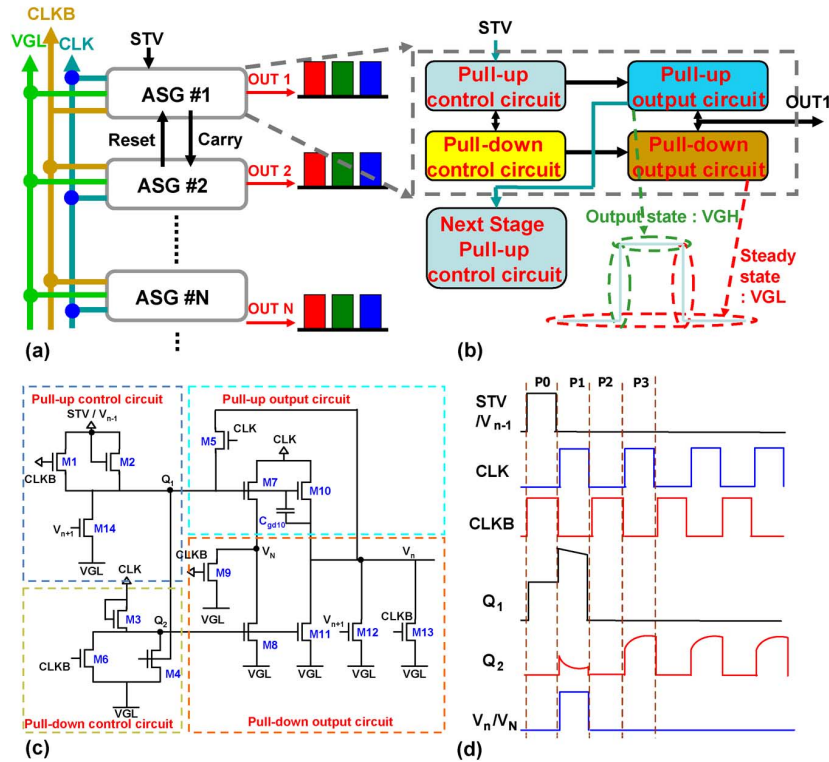 CLKB
VGL
CLK
STV
ASG #1
OUT 1
Reset
Carry
ASG #2
OUT 2
ASG #N
OUT N
(a)
STV
Pull-up control circuit
Pull-up output circuit
OUT1
Pull-down control circuit
Pull-down output circuit
Next Stage Pull-up control circuit
Output state : VGH
Steady state : VGL
(b)
Pull-up control circuit
STV / Vn-1
M1
M2
CLKB
Q1
Vn+1
M14
VGL
Pull-up output circuit
M5
CLK
CLK
M7
M10
Cgd10
CLK
M3
Q2
M6
CLKB
M4
VGL
Pull-down control circuit
CLKB
M9
VGL
VN
Vn
M8
VGL
M11
VGL
Vn+1
M12
VGL
CLKB
M13
VGL
Pull-down output circuit
(c)
P0 P1 P2 P3
STV
/Vn-1
CLK
CLKB
Q1
Q2
Vn/VN
(d)